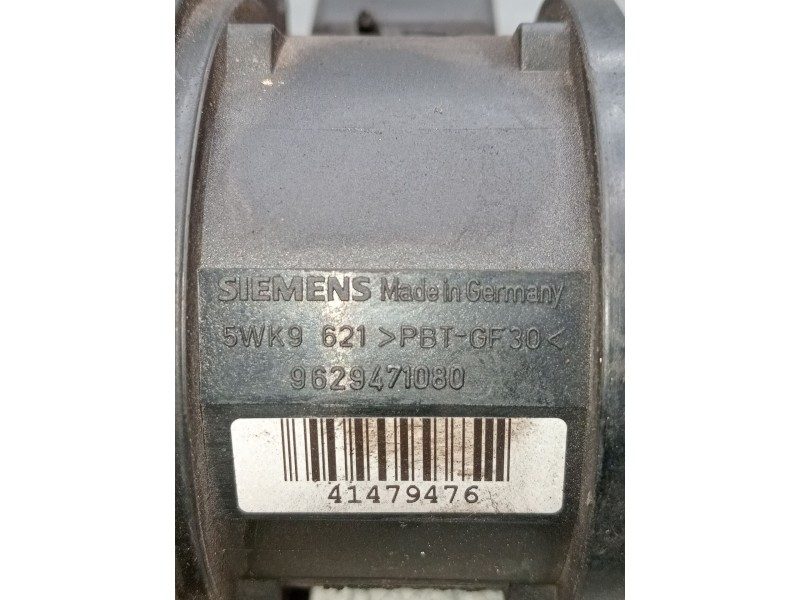 SIEMENS Made in Germany
5WK9 621 >PBT-GF30<
9629471080
41479476